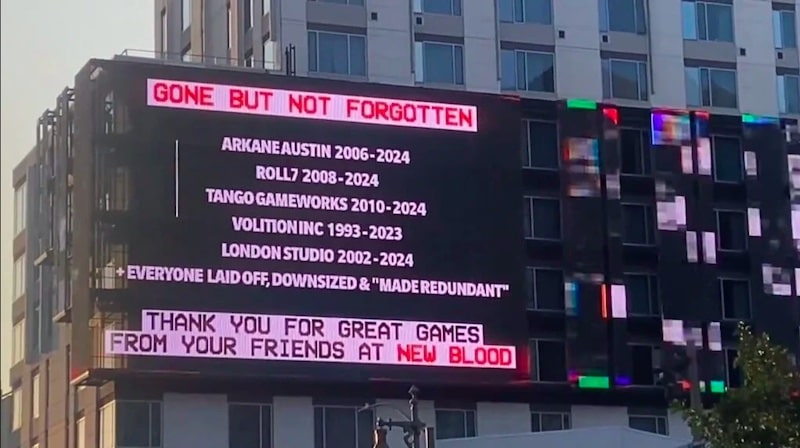 GONE BUT NOT FORGOTTEN
ARKANE AUSTIN 2006-2024
ROLL7 2008-2024
TANGO GAMEWORKS 2010-2024
VOLITION INC 1993-2023
LONDON STUDIO 2002-2024
+ EVERYONE LAID OFF, DOWNSIZED & "MADE REDUNDANT"
THANK YOU FOR GREAT GAMES
FROM YOUR FRIENDS AT NEW BLOOD